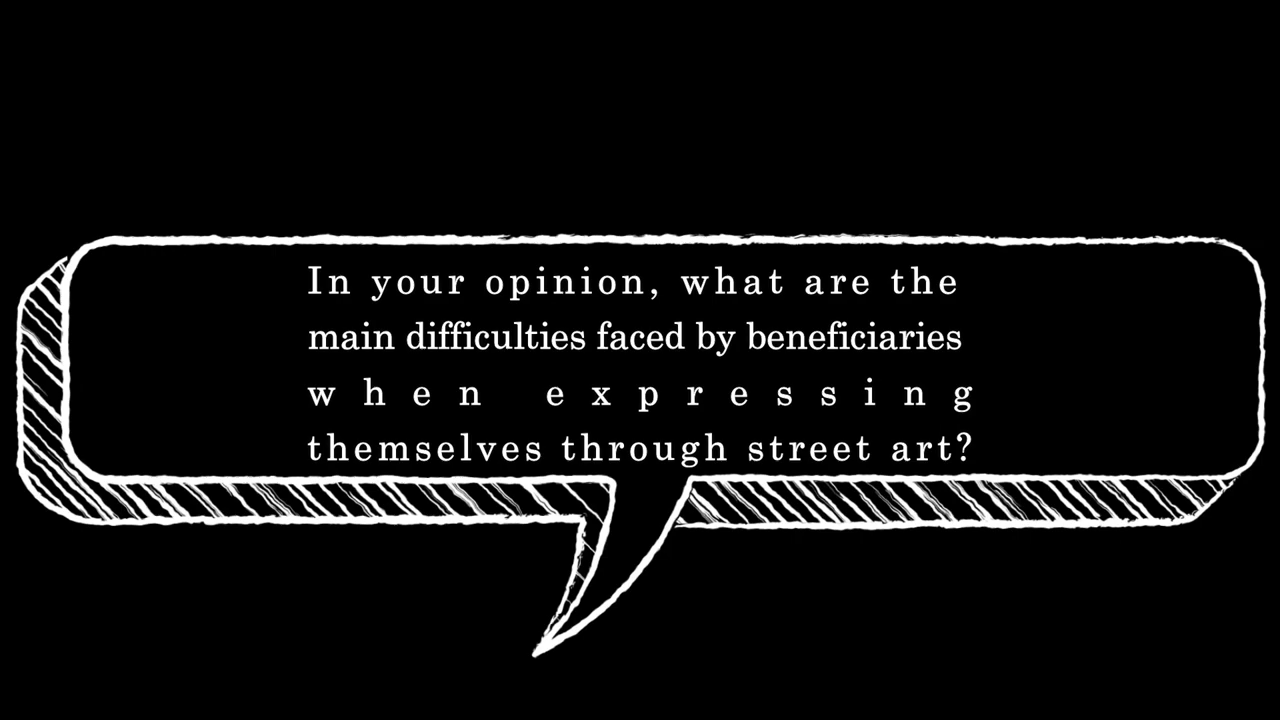 In your opinion, what are the
main difficulties faced by beneficiaries
when expressing
themselves through street art?